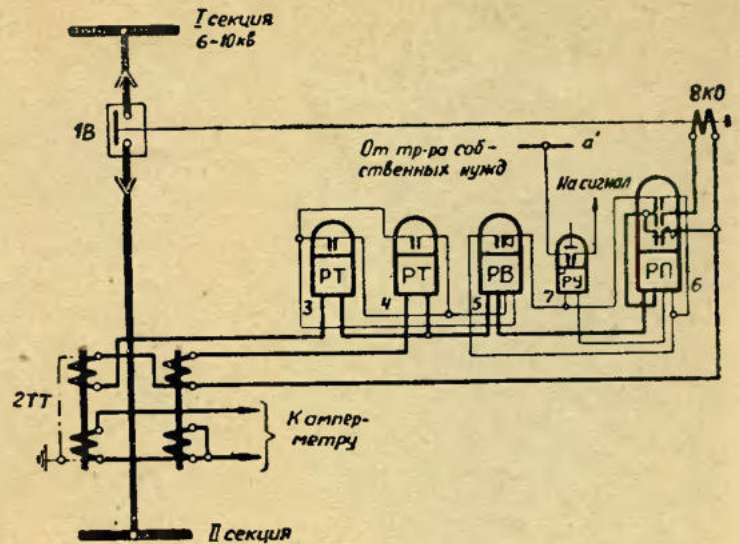 I секция
6-10кв
1В
8КО
От тр-ра соб-
ственных нужд
а'
На сигнал
РТ
РТ
РВ
РУ
РП
3
4
5
7
6
2ТТ
К ампер-
метру
II секция